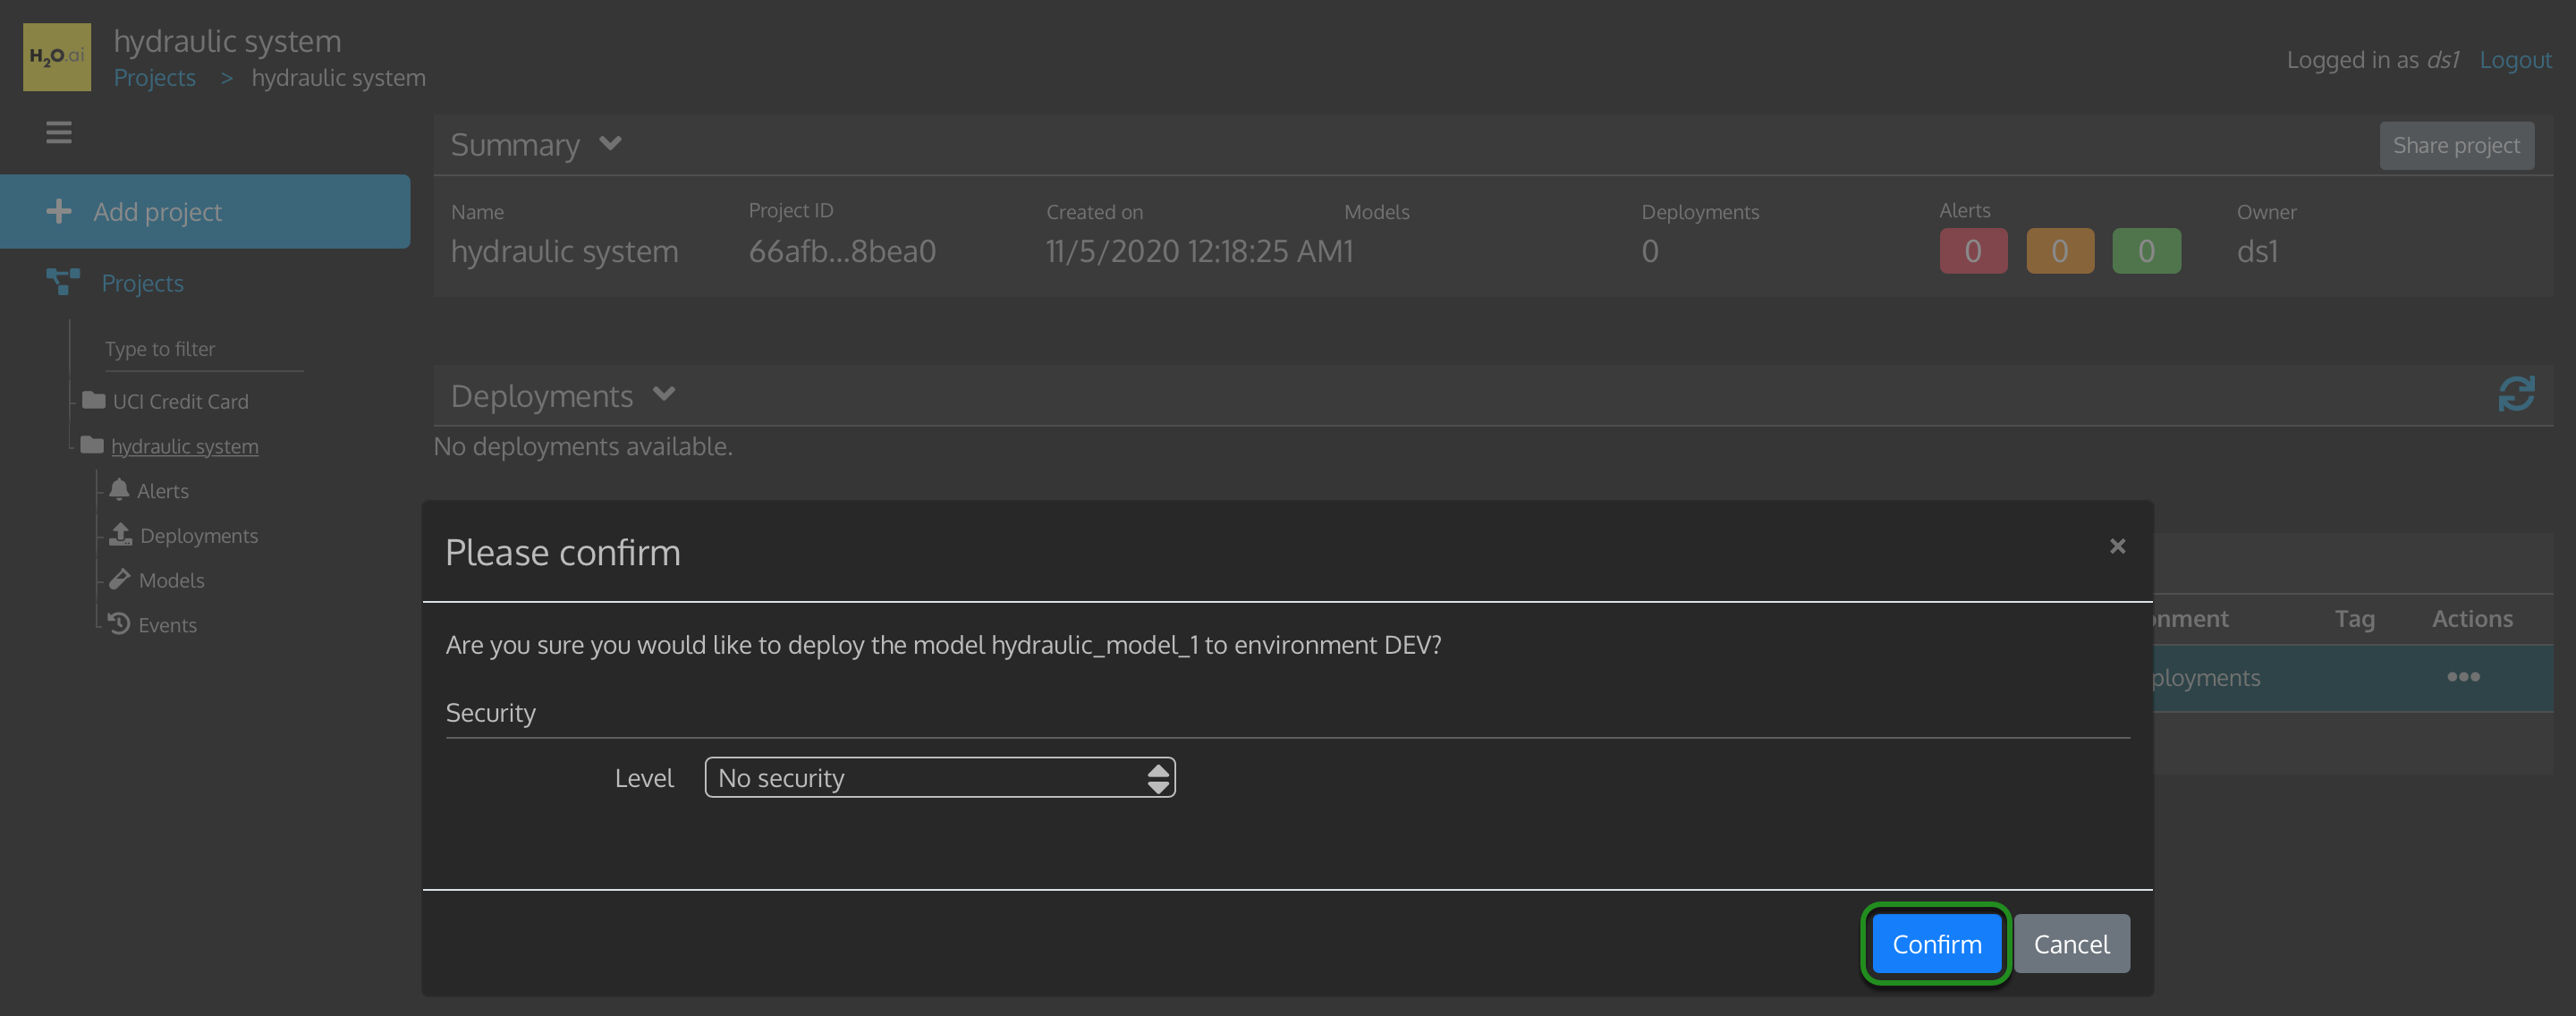 H2O.ai
hydraulic system
Projects > hydraulic system
Logged in as ds1 Logout
Add project
Projects
Type to filter
UCI Credit Card
hydraulic system
Alerts
Deployments
Models
Events
Summary
Share project
Name Project ID Created on Models Deployments Alerts Owner
hydraulic system 66afb...8bea0 11/5/2020 12:18:25 AM 1 0 0 0 0 ds1
Deployments
No deployments available.
Please confirm ×
Are you sure you would like to deploy the model hydraulic_model_1 to environment DEV?
Security
Level No security
Confirm Cancel
onment Tag Actions
ployments